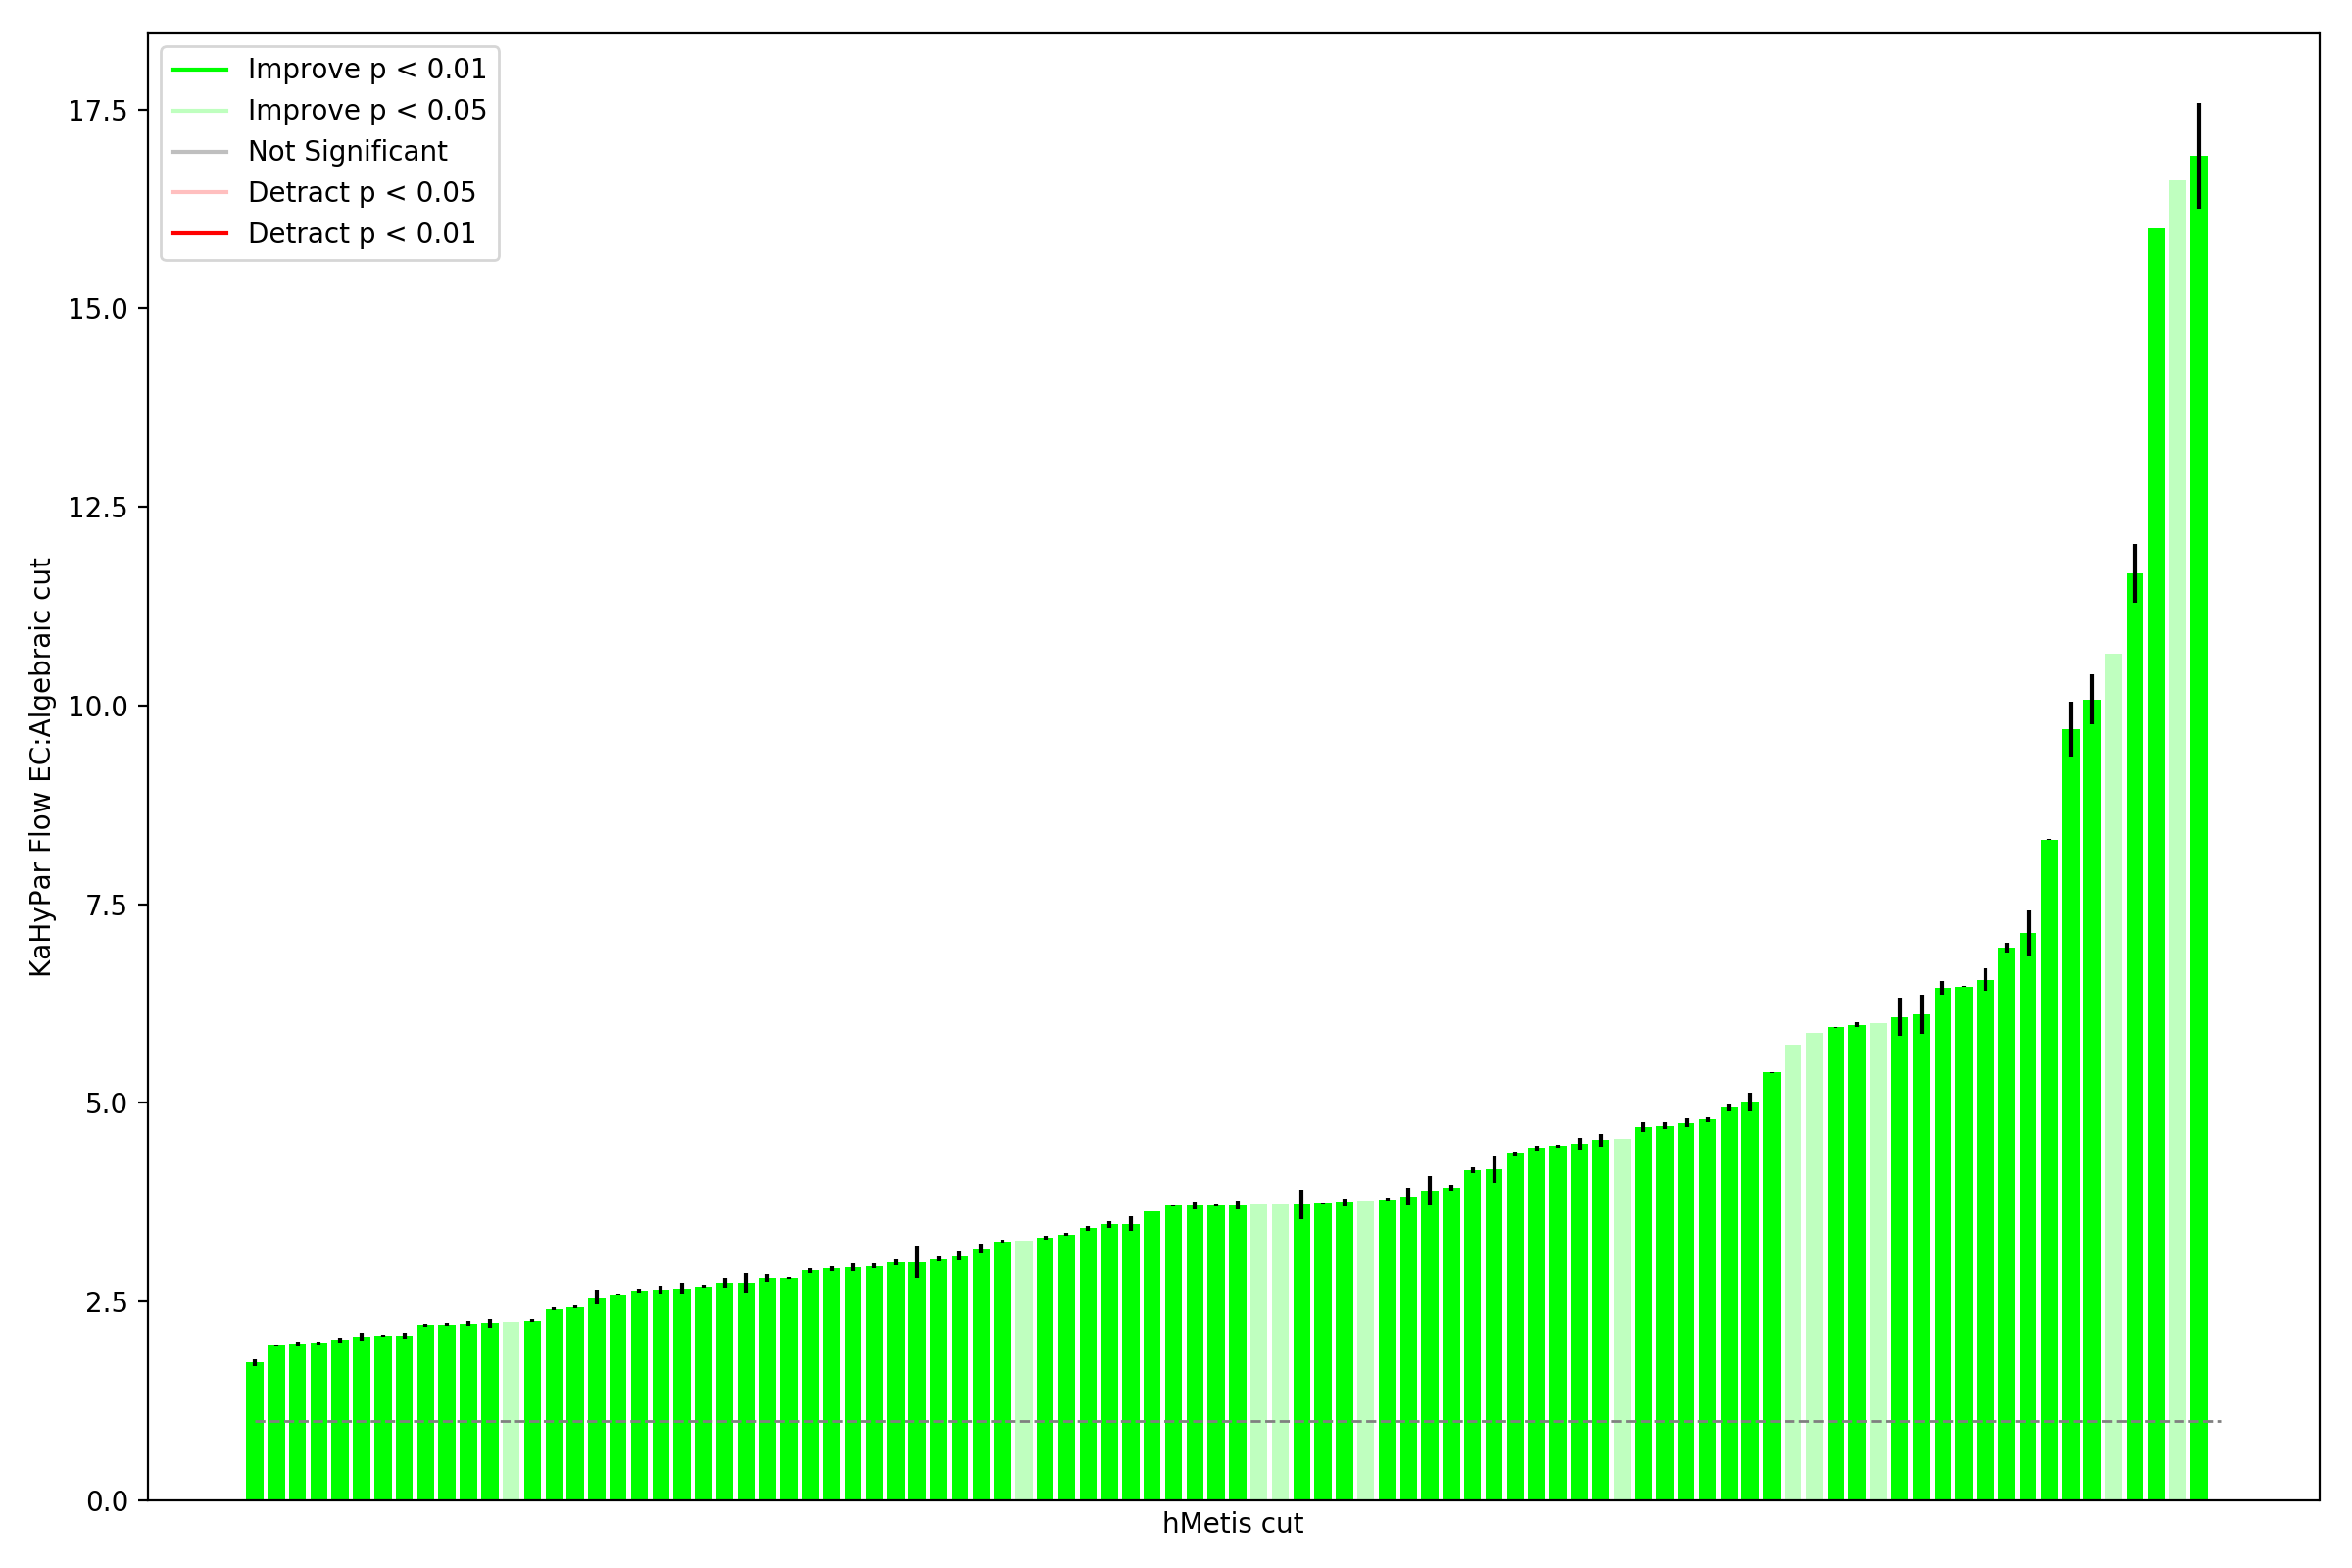 Improve p < 0.01
Improve p < 0.05
Not Significant
Detract p < 0.05
Detract p < 0.01
17.5
15.0
12.5
10.0
7.5
5.0
2.5
0.0
KaHyPar Flow EC:Algebraic cut
hMetis cut